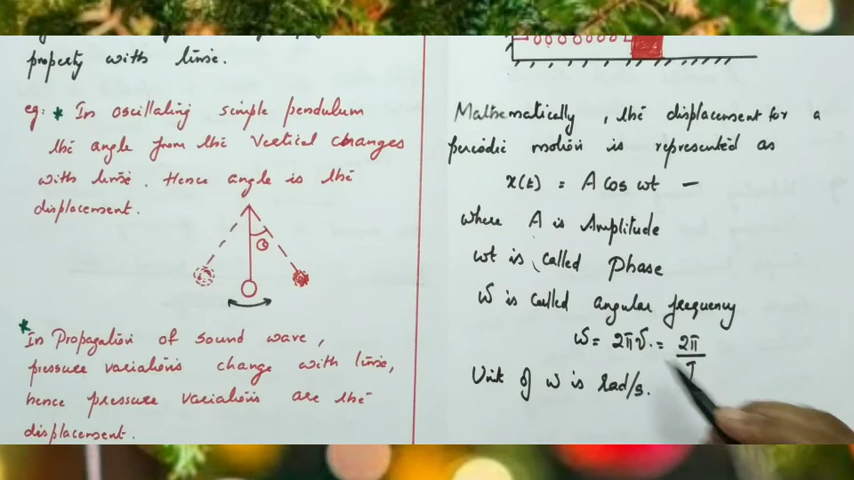 property with time.
eg: * In oscillating simple pendulum
the angle from the vertical changes
with time. Hence angle is the
displacement.
θ
* In Propagation of sound wave,
pressure variations change with time,
hence pressure variations are the
displacement.
Mathematically, the displacement for a
periodic motion is represented as
x(t) = A cos wt —
where A is Amplitude
wt is called Phase
w is called angular frequency
w = 2πν = 2π/T
Unit of w is rad/s.